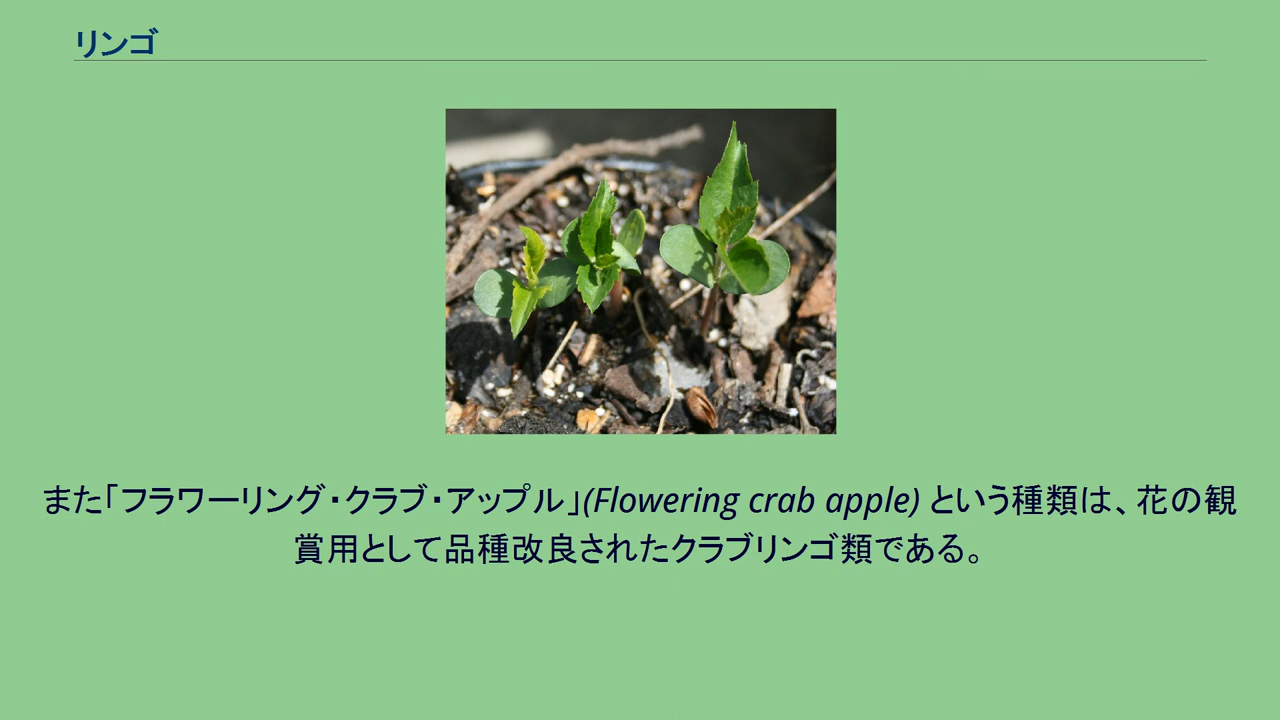 リンゴ
また「フラワーリング・クラブ・アップル」(Flowering crab apple) という種類は、花の観
賞用として品種改良されたクラブリンゴ類である。